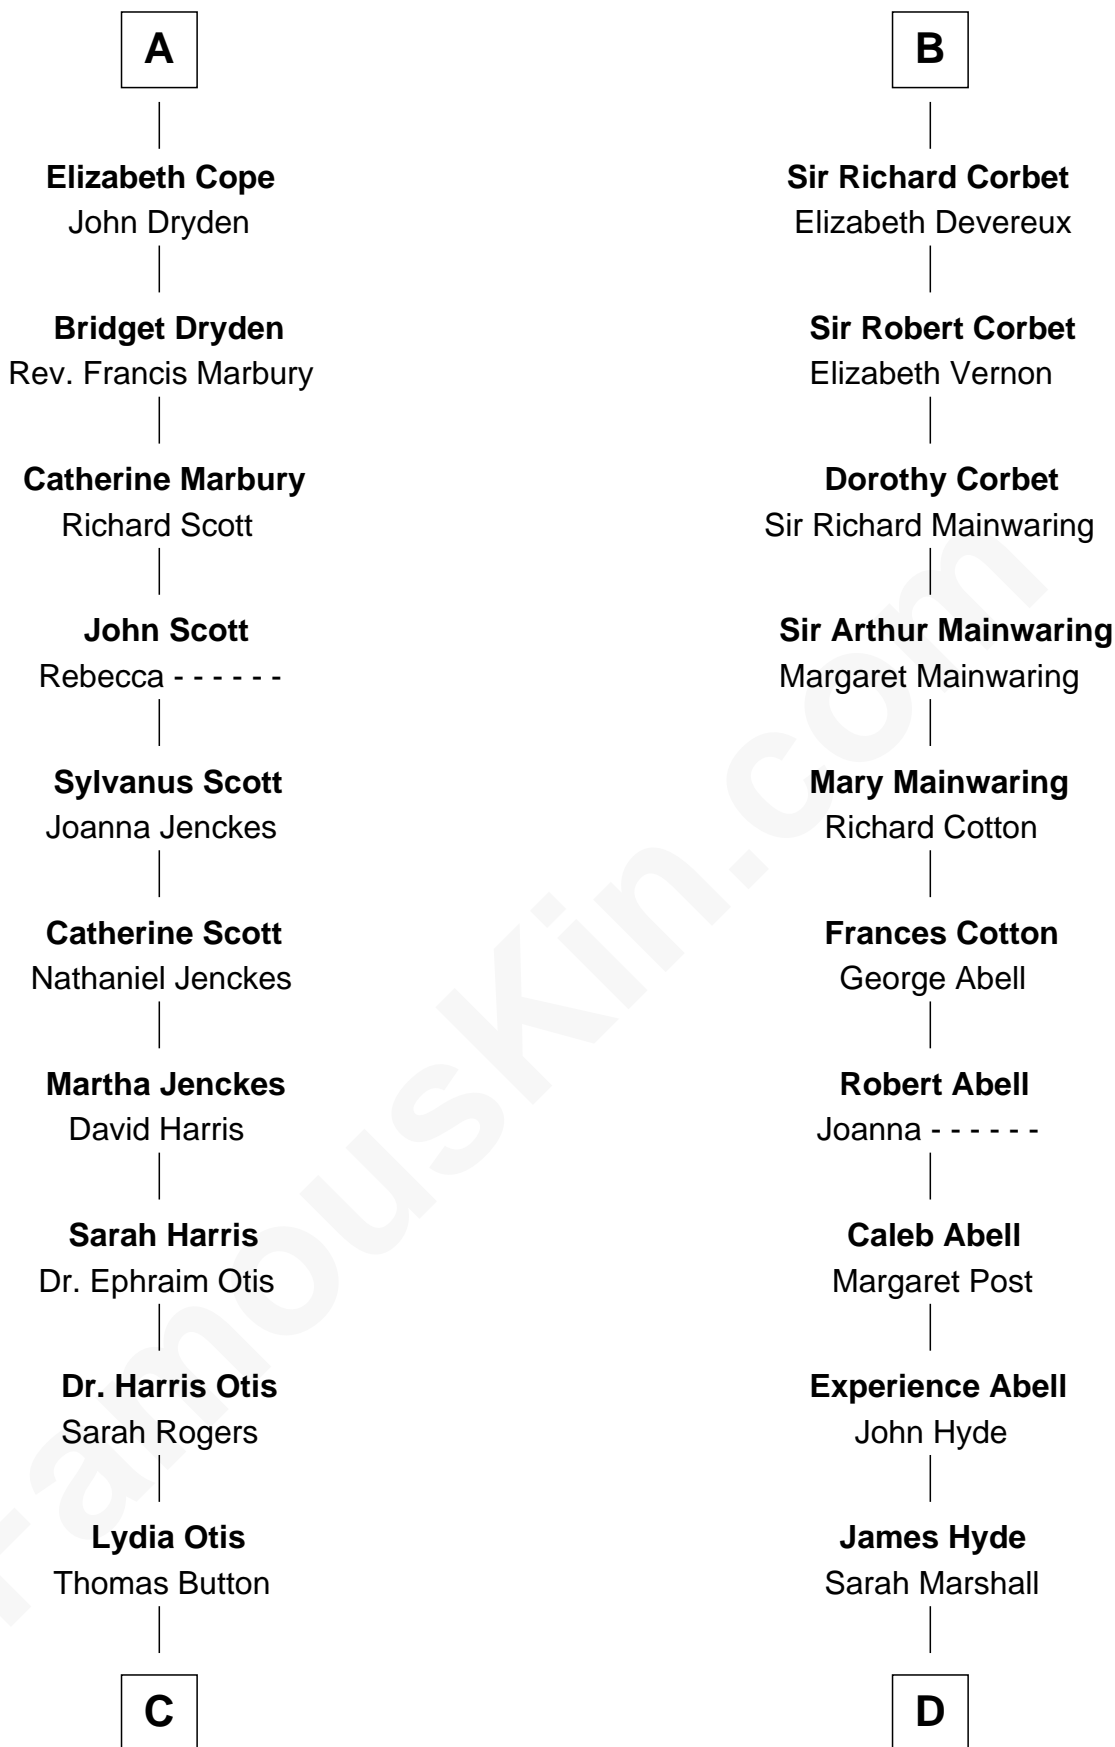 A
Elizabeth Cope
John Dryden
Bridget Dryden
Rev. Francis Marbury
Catherine Marbury
Richard Scott
John Scott
Rebecca - - - - - -
Sylvanus Scott
Joanna Jenckes
Catherine Scott
Nathaniel Jenckes
Martha Jenckes
David Harris
Sarah Harris
Dr. Ephraim Otis
Dr. Harris Otis
Sarah Rogers
Lydia Otis
Thomas Button
C
B
Sir Richard Corbet
Elizabeth Devereux
Sir Robert Corbet
Elizabeth Vernon
Dorothy Corbet
Sir Richard Mainwaring
Sir Arthur Mainwaring
Margaret Mainwaring
Mary Mainwaring
Richard Cotton
Frances Cotton
George Abell
Robert Abell
Joanna - - - - - -
Caleb Abell
Margaret Post
Experience Abell
John Hyde
James Hyde
Sarah Marshall
D
FamousKin.com